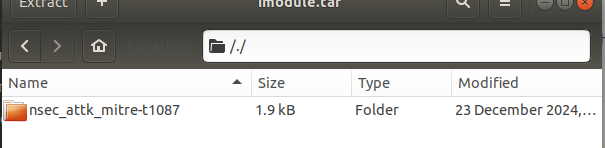 Extract imodule.car
/./
Name Size Type Modified
nsec_attk_mitre-t1087 1.9 kB Folder 23 December 2024,...